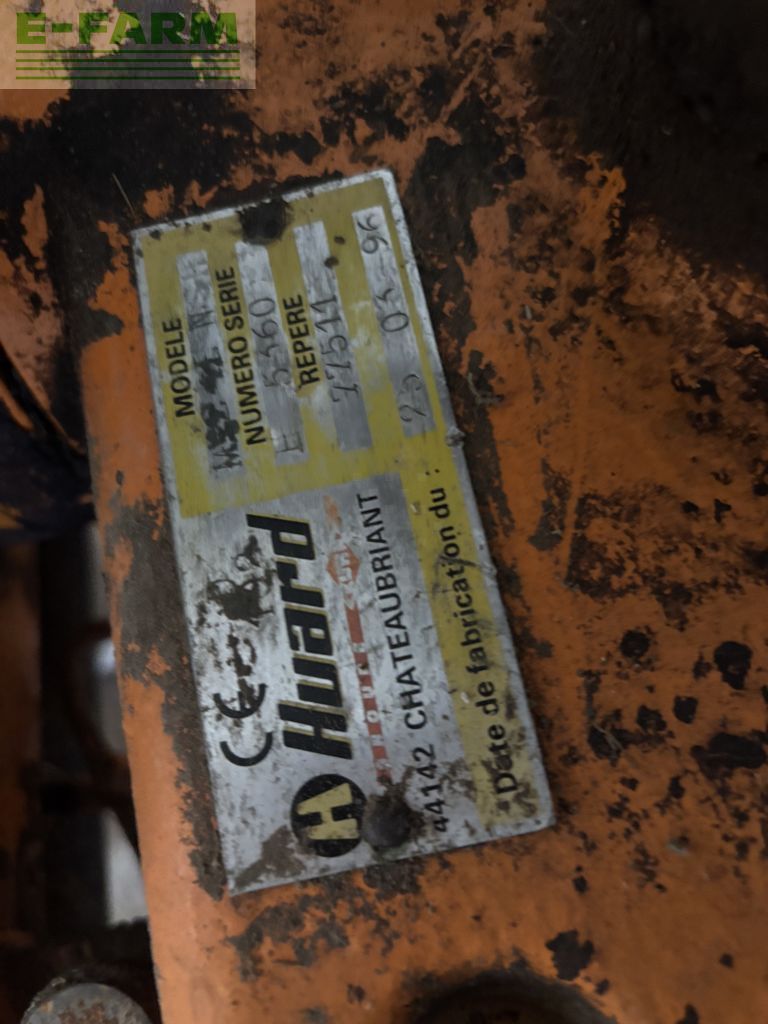 E-FARM
MODELE
NUMERO SERIE
5360
REPERE
77511
25 03 96
CE
H Huard
44142 CHATEAUBRIANT
Date de fabrication du :